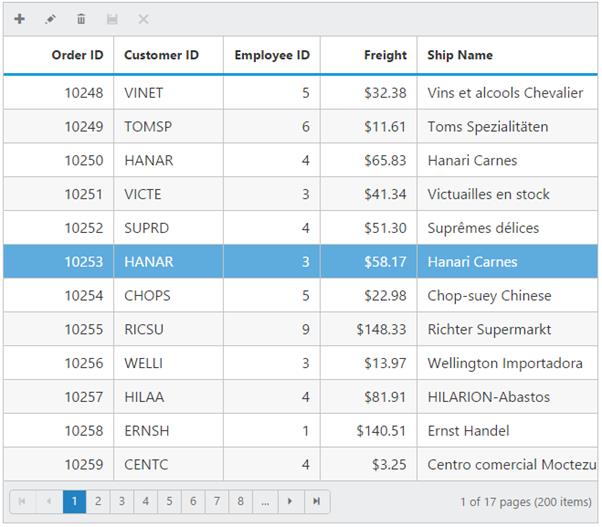 Order ID Customer ID Employee ID Freight Ship Name
10248 VINET 5 $32.38 Vins et alcools Chevalier
10249 TOMSP 6 $11.61 Toms Spezialitäten
10250 HANAR 4 $65.83 Hanari Carnes
10251 VICTE 3 $41.34 Victuailles en stock
10252 SUPRD 4 $51.30 Suprêmes délices
10253 HANAR 3 $58.17 Hanari Carnes
10254 CHOPS 5 $22.98 Chop-suey Chinese
10255 RICSU 9 $148.33 Richter Supermarkt
10256 WELLI 3 $13.97 Wellington Importadora
10257 HILAA 4 $81.91 HILARION-Abastos
10258 ERNSH 1 $140.51 Ernst Handel
10259 CENTC 4 $3.25 Centro comercial Moctezu
1 2 3 4 5 6 7 8 ... 1 of 17 pages (200 items)